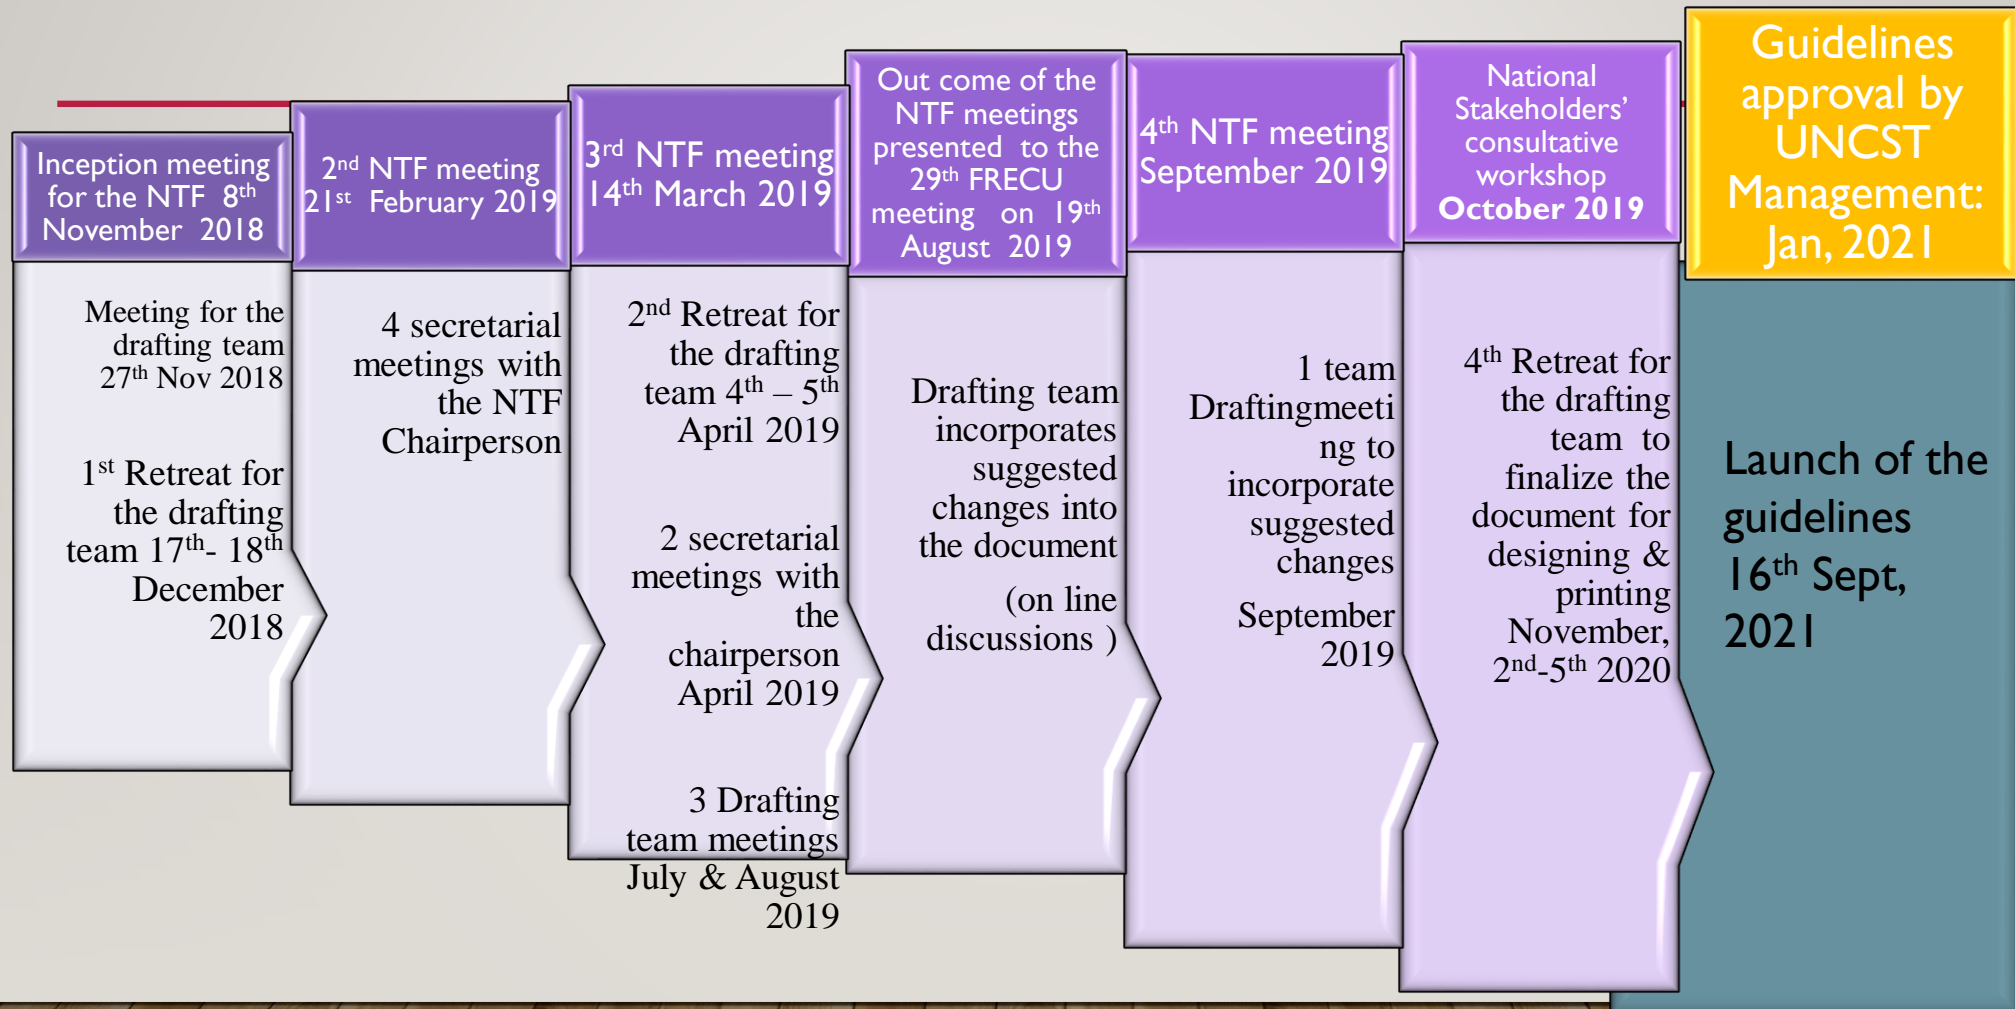 Inception meeting
for the NTF 8th
November 2018
Meeting for the
drafting team
27th Nov 2018
1st Retreat for
the drafting
team 17th- 18th
December
2018
2nd NTF meeting
21st February 2019
4 secretarial
meetings with
the NTF
Chairperson
3rd NTF meeting
14th March 2019
2nd Retreat for
the drafting
team 4th – 5th
April 2019
2 secretarial
meetings with
the
chairperson
April 2019
3 Drafting
team meetings
July & August
2019
Out come of the
NTF meetings
presented to the
29th FRECU
meeting on 19th
August 2019
Drafting team
incorporates
suggested
changes into
the document
(on line
discussions )
4th NTF meeting
September 2019
1 team
Draftingmeeti
ng to
incorporate
suggested
changes
September
2019
National
Stakeholders’
consultative
workshop
October 2019
4th Retreat for
the drafting
team to
finalize the
document for
designing &
printing
November,
2nd-5th 2020
Guidelines
approval by
UNCST
Management:
Jan, 2021
Launch of the
guidelines
16th Sept,
2021